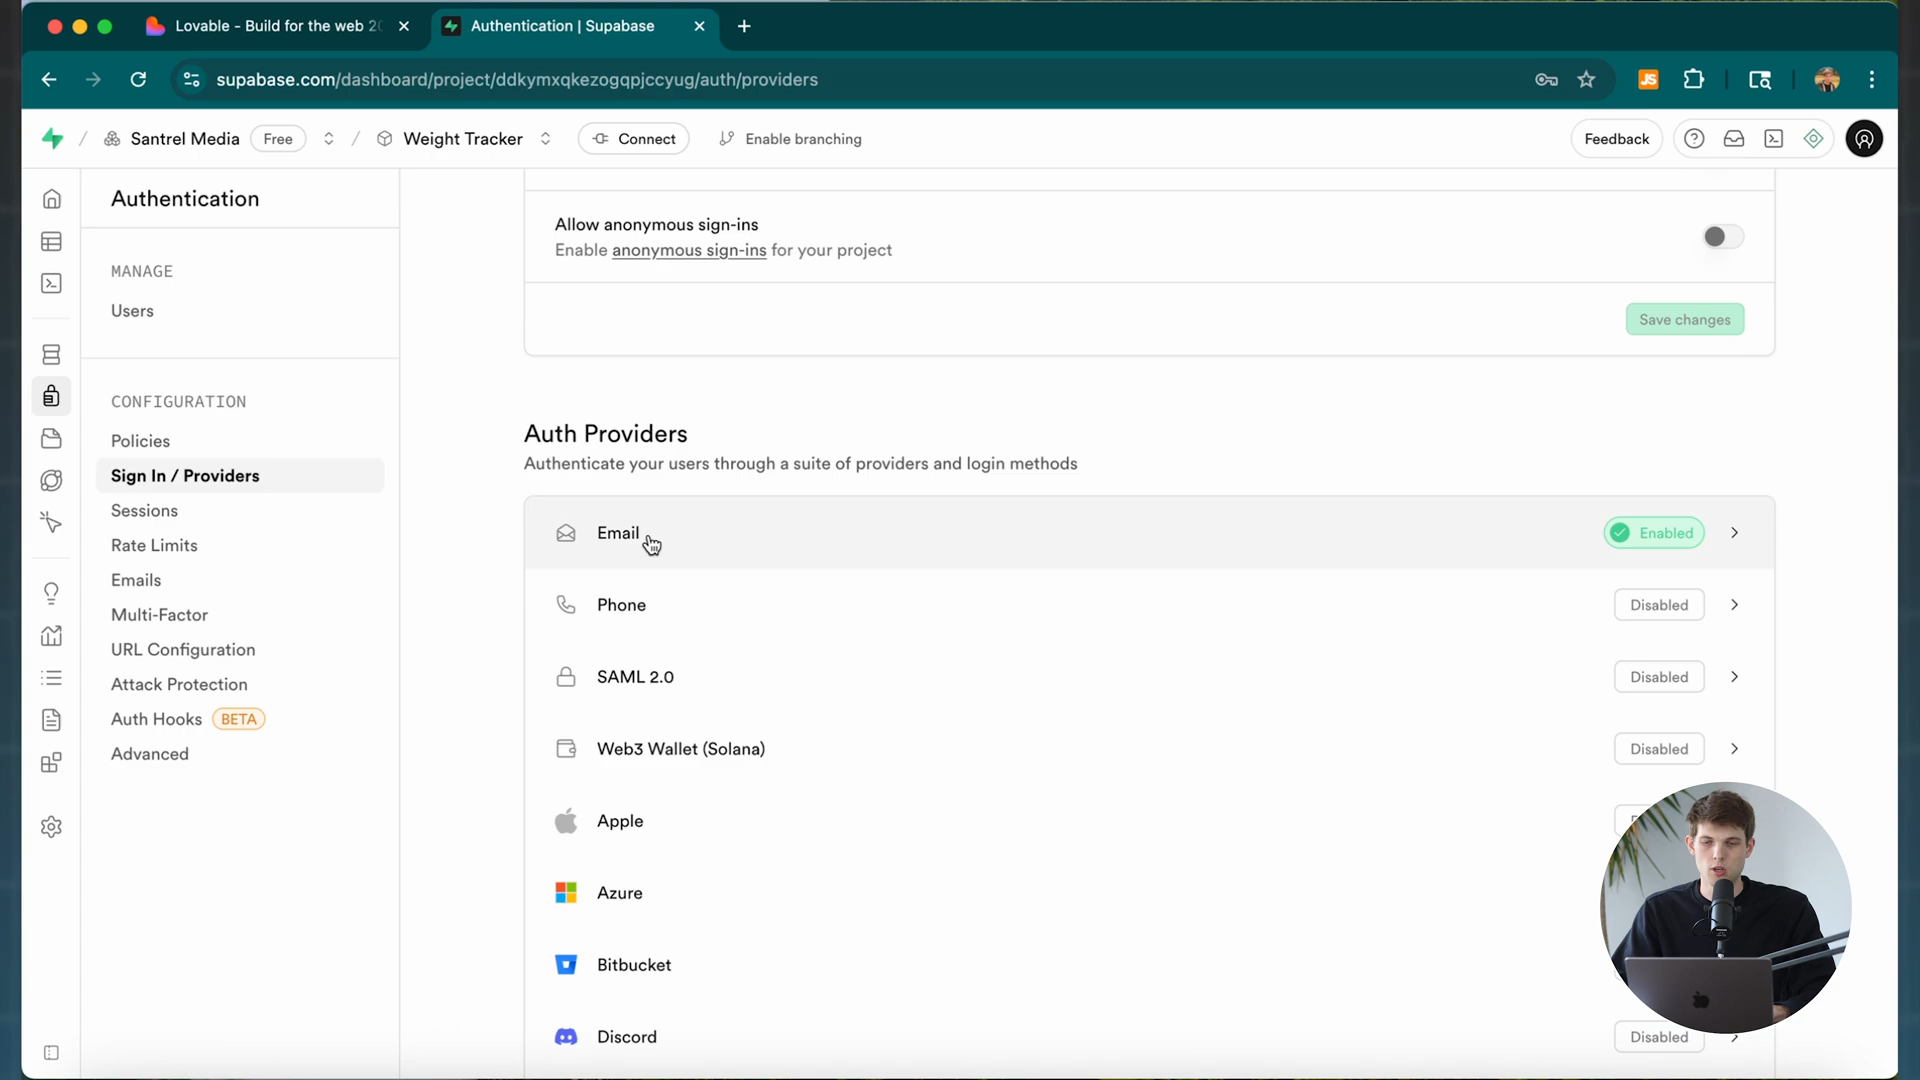 Lovable - Build for the web 20
Authentication | Supabase
supabase.com/dashboard/project/ddkymxqkezogqpjccyug/auth/providers
JS
Santrel Media
Free
Weight Tracker
Connect
Enable branching
Feedback
Authentication
MANAGE
Users
CONFIGURATION
Policies
Sign In / Providers
Sessions
Rate Limits
Emails
Multi-Factor
URL Configuration
Attack Protection
Auth Hooks BETA
Advanced
Allow anonymous sign-ins
Enable anonymous sign-ins for your project
Save changes
Auth Providers
Authenticate your users through a suite of providers and login methods
Email
Enabled
Phone
Disabled
SAML 2.0
Disabled
Web3 Wallet (Solana)
Disabled
Apple
Azure
Bitbucket
Discord
Disabled